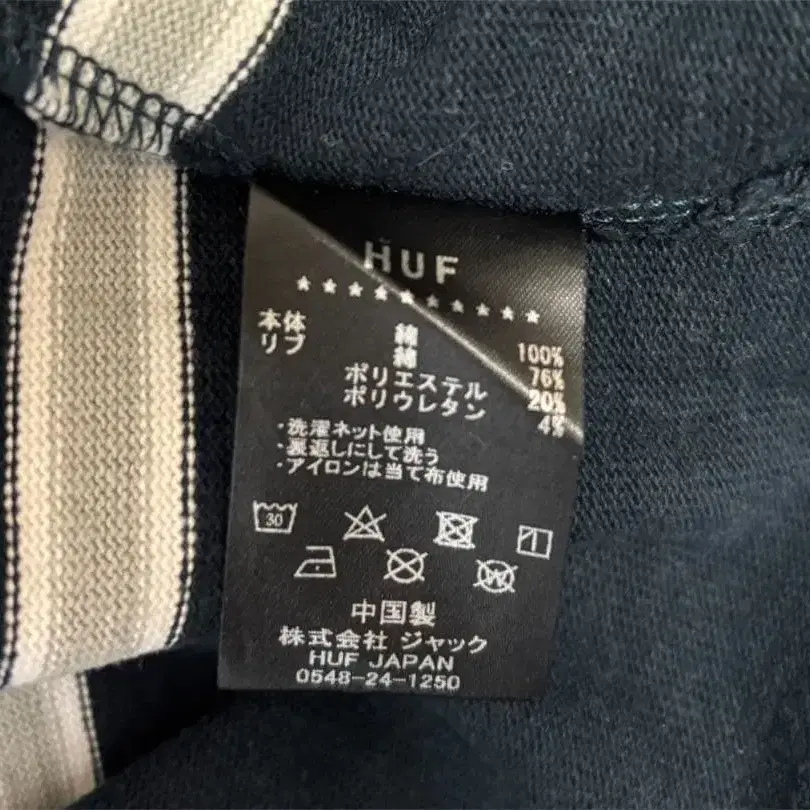 HUF
本体 綿 100%
リブ 綿 76%
ポリエステル 20%
ポリウレタン 4%
・洗濯ネット使用
・裏返しにして洗う
・アイロンは当て布使用
30
中国製
株式会社 ジャック
HUF JAPAN
0548-24-1250